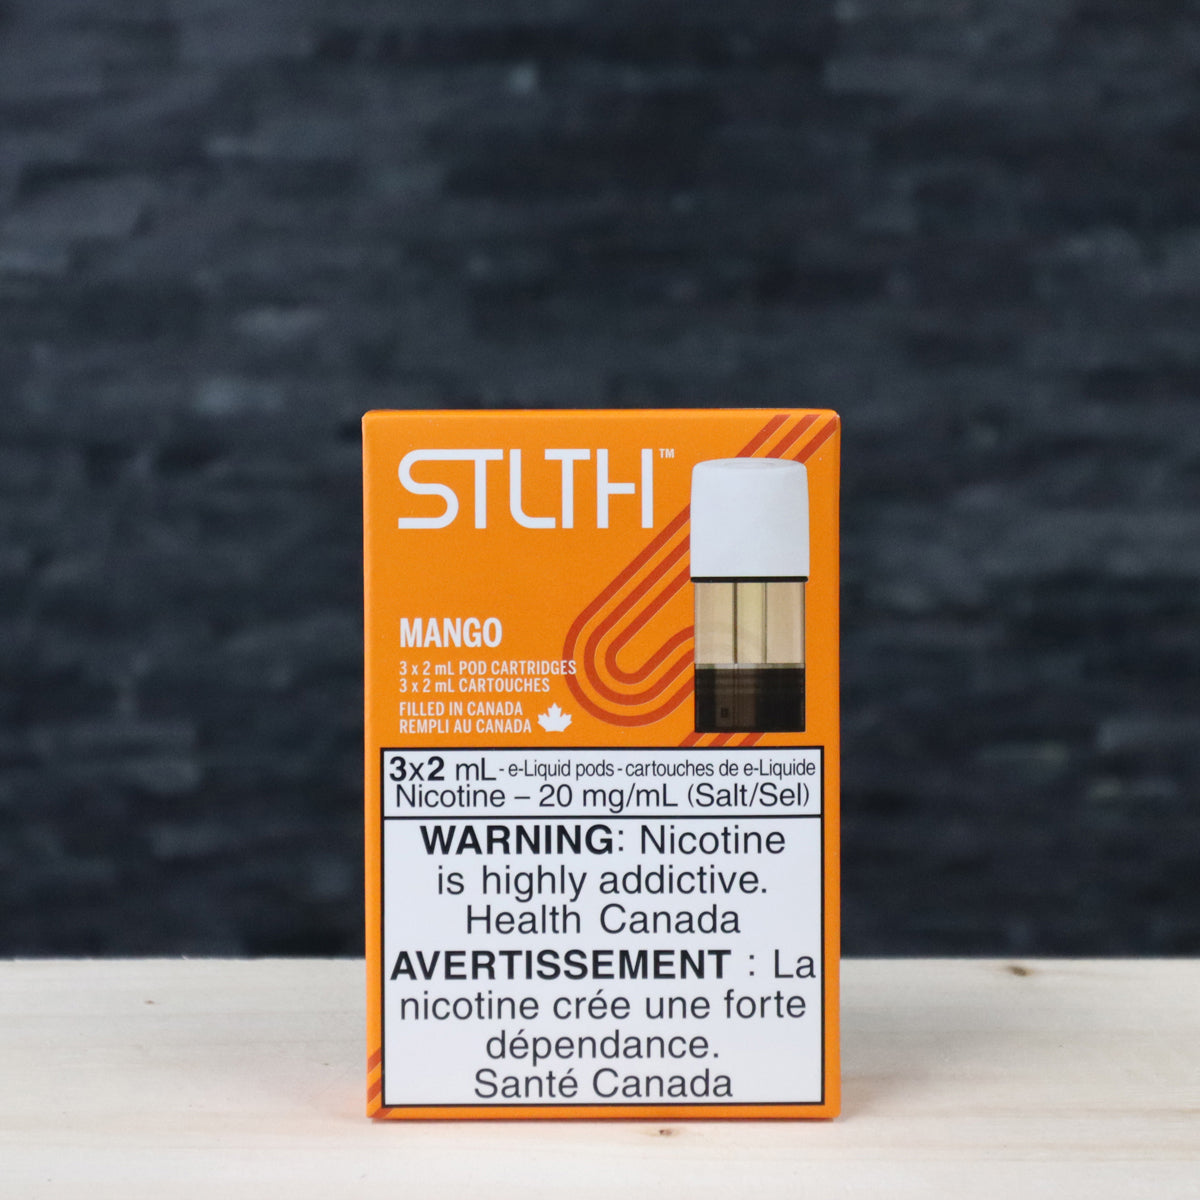 STLTH™
MANGO
3 x 2 mL POD CARTRIDGES
3 x 2 mL CARTOUCHES
FILLED IN CANADA
REMPLI AU CANADA
3x2 mL - e-Liquid pods - cartouches de e-Liquide
Nicotine – 20 mg/mL (Salt/Sel)
WARNING: Nicotine
is highly addictive.
Health Canada
AVERTISSEMENT : La
nicotine crée une forte
dépendance.
Santé Canada